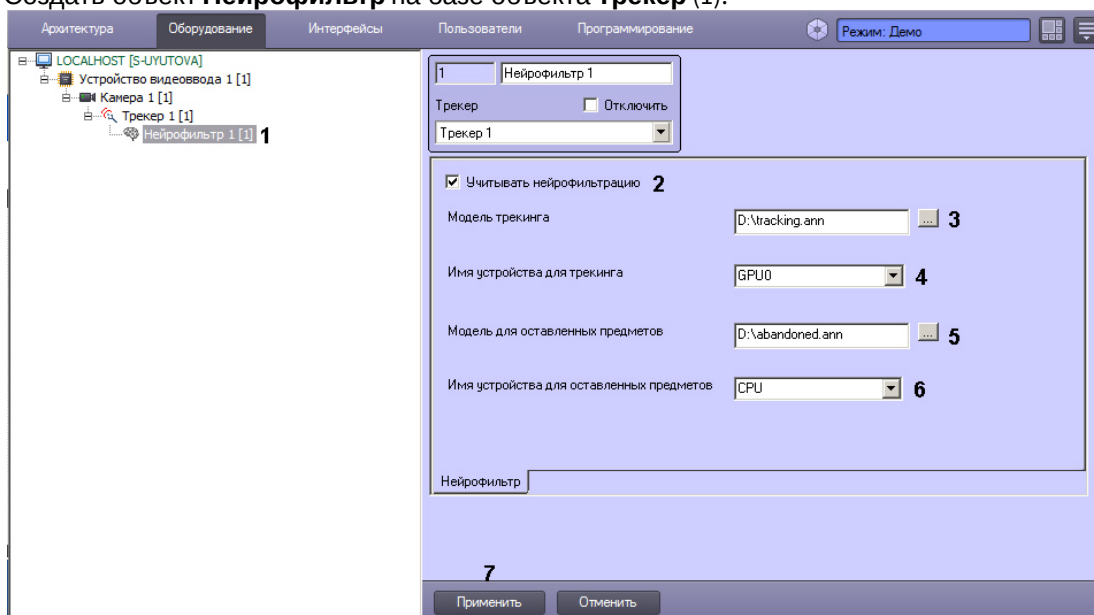 Создать объект Нейрофильтр на базе объекта Трекер (1).
Архитектура Оборудование Интерфейсы Пользователи Программирование Режим: Демо
LOCALHOST [S-UYUTOVA]
Устройство видеоввода 1 [1]
Камера 1 [1]
Трекер 1 [1]
Нейрофильтр 1 [1] 1
1 Нейрофильтр 1
Трекер Отключить
Трекер 1
Учитывать нейрофильтрацию 2
Модель трекинга D:\tracking.ann ... 3
Имя устройства для трекинга GPU0 4
Модель для оставленных предметов D:\abandoned.ann ... 5
Имя устройства для оставленных предметов CPU 6
Нейрофильтр
7
Применить Отменить